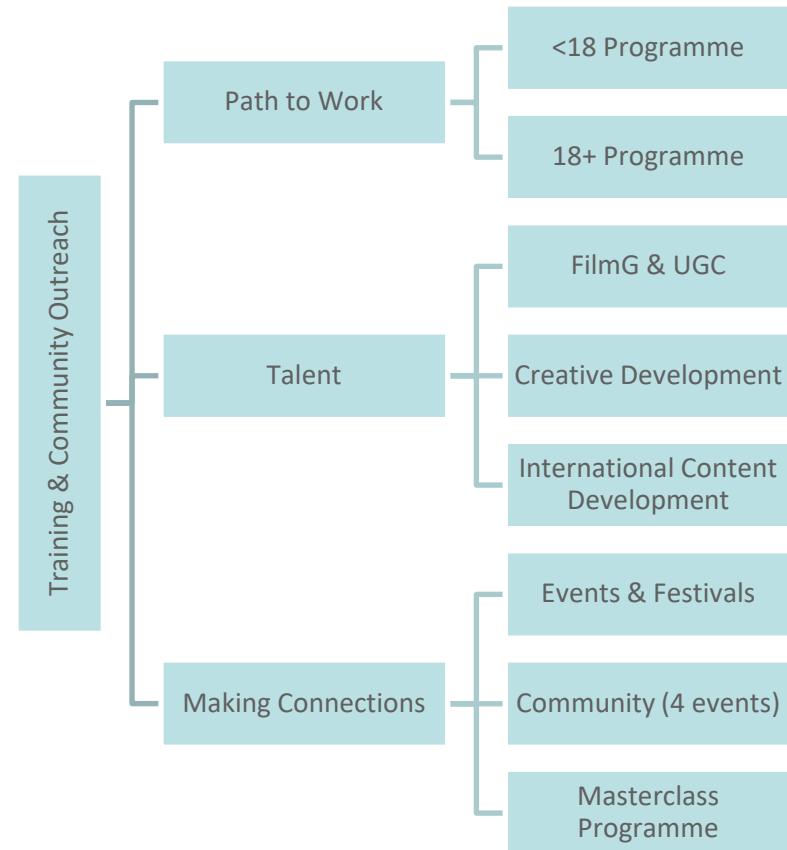 Training & Community Outreach
Path to Work
<18 Programme
18+ Programme
Talent
FilmG & UGC
Creative Development
International Content
Development
Making Connections
Events & Festivals
Community (4 events)
Masterclass
Programme